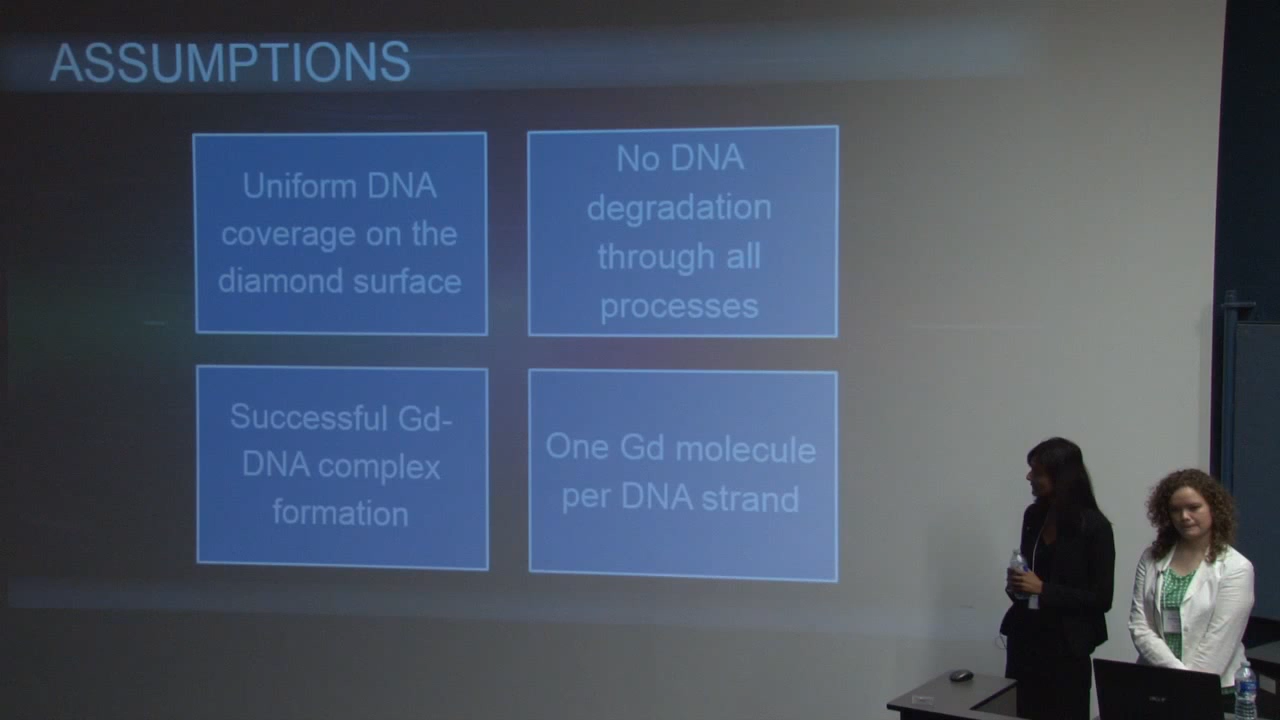 ASSUMPTIONS
Uniform DNA
coverage on the
diamond surface
No DNA
degradation
through all
processes
Successful Gd-
DNA complex
formation
One Gd molecule
per DNA strand